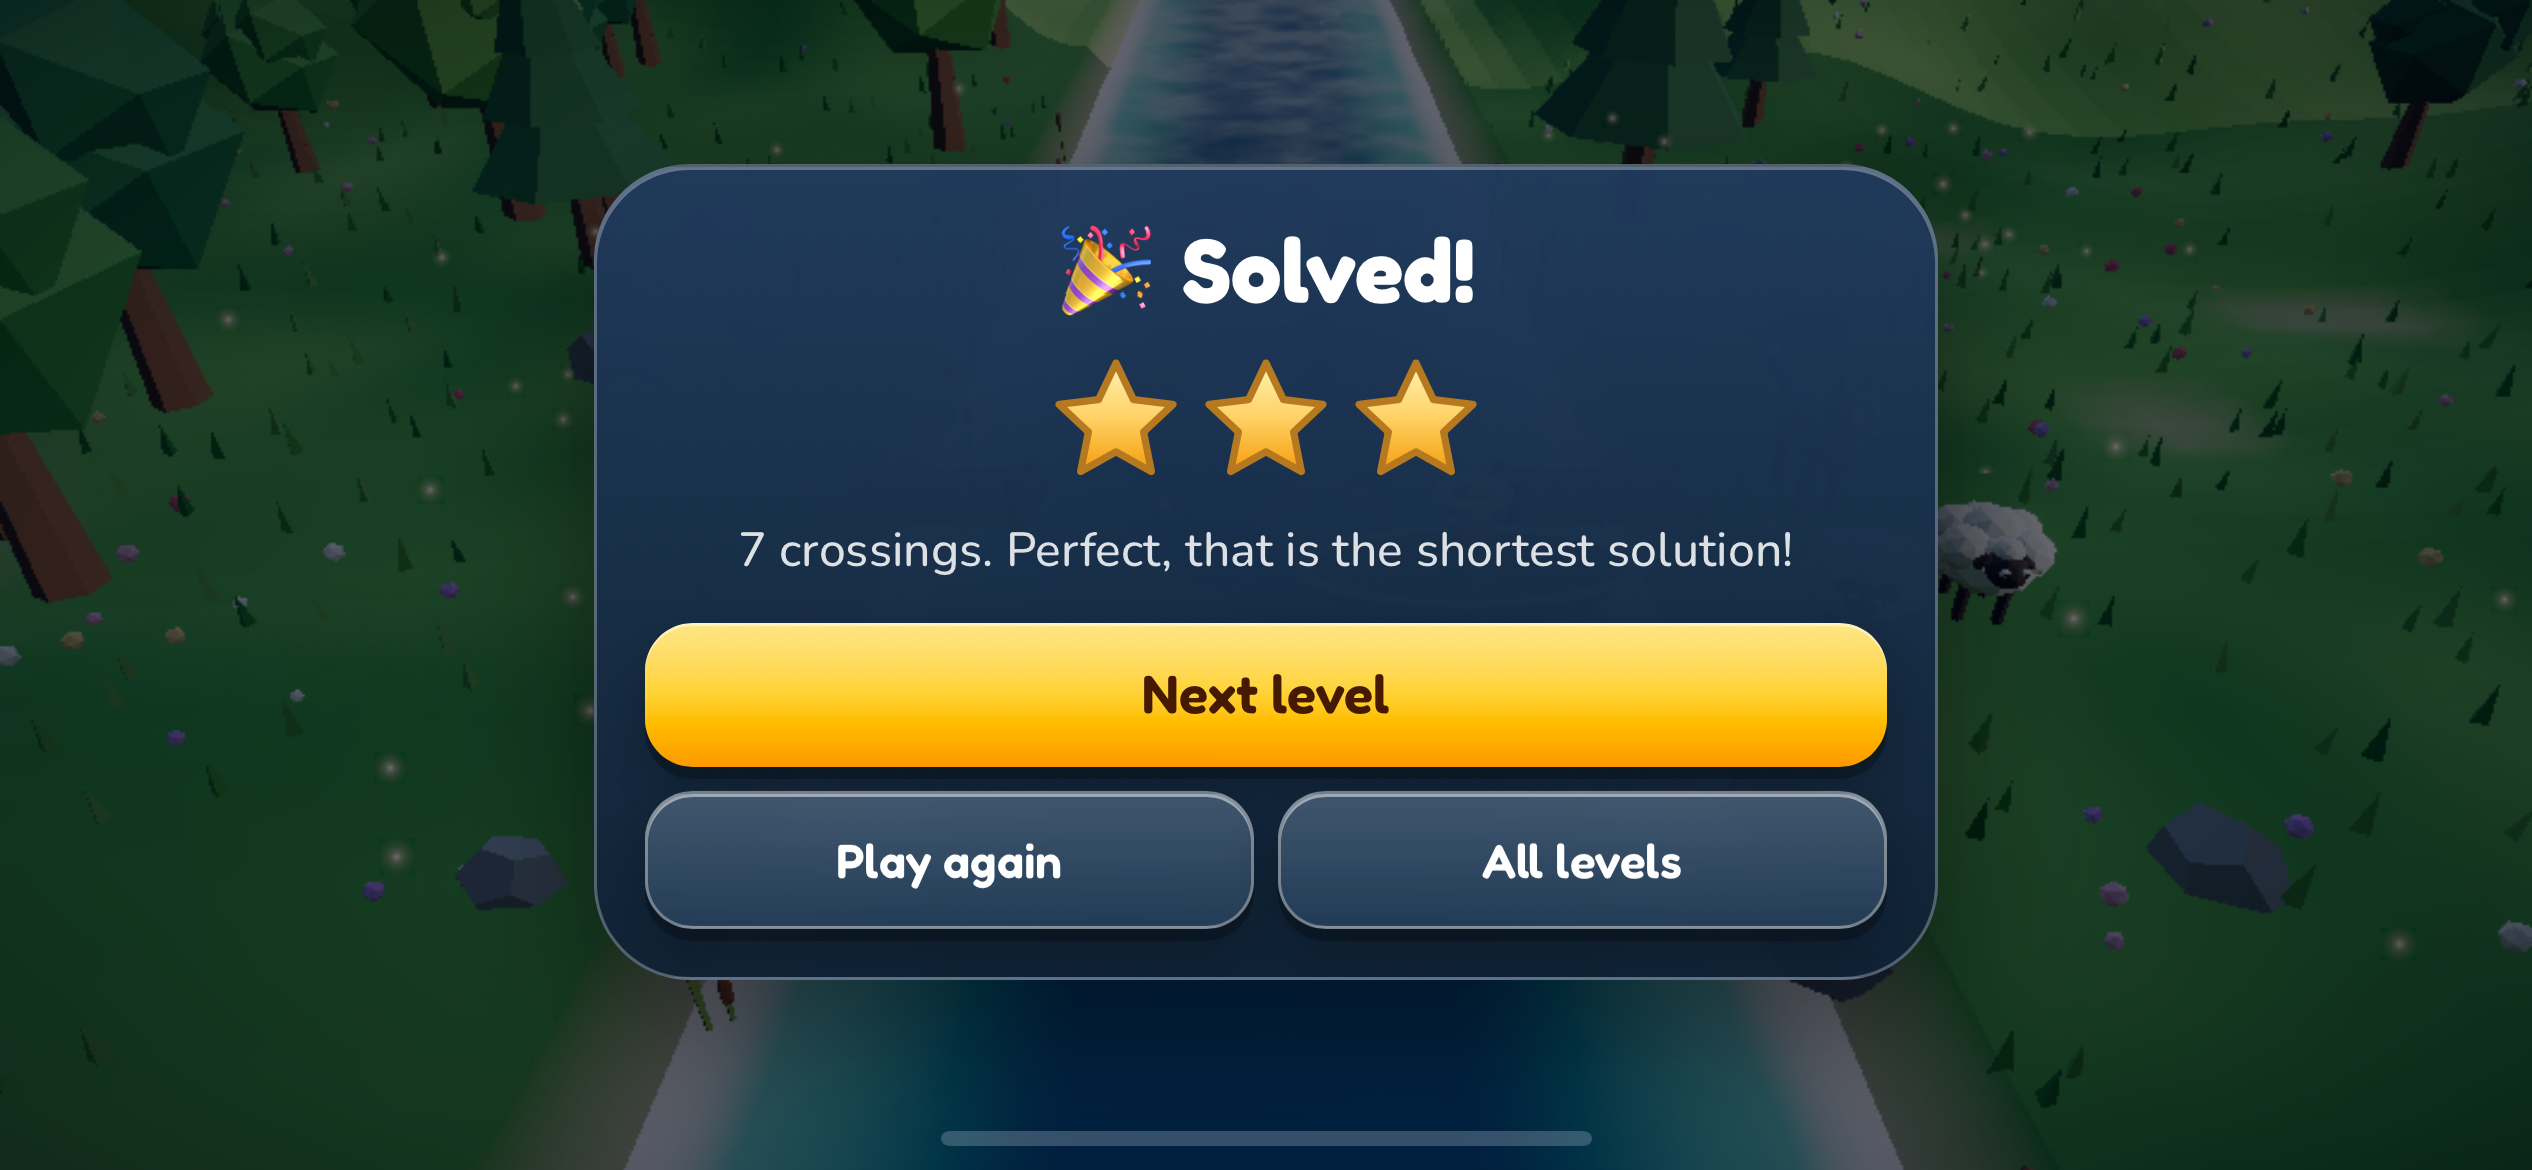 🎉 Solved!
7 crossings. Perfect, that is the shortest solution!
Next level
Play again
All levels